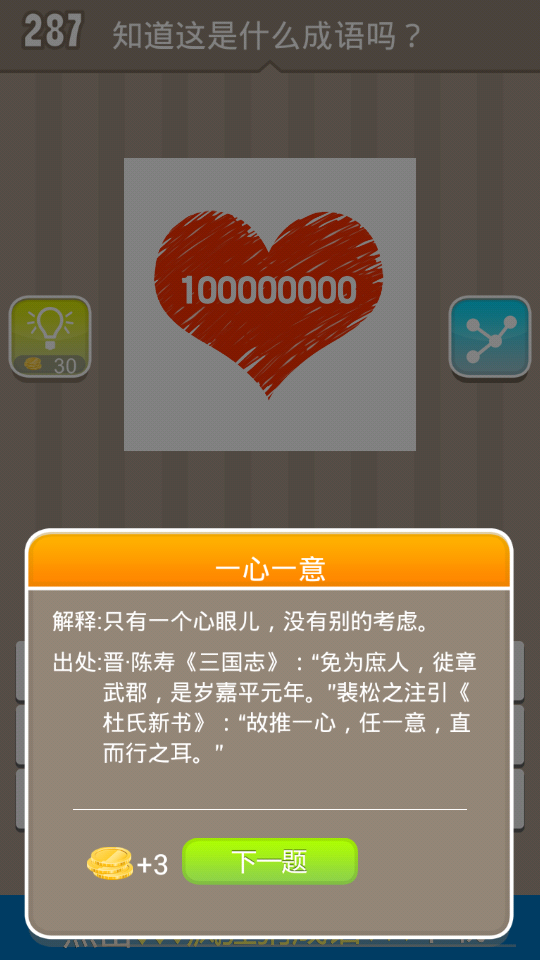 287 知道这是什么成语吗？
100000000
30
一心一意
解释:只有一个心眼儿，没有别的考虑。
出处:晋·陈寿《三国志》：“免为庶人，徙章
武郡，是岁嘉平元年。”裴松之注引《
杜氏新书》：“故推一心，任一意，直
而行之耳。”
+3 下一题